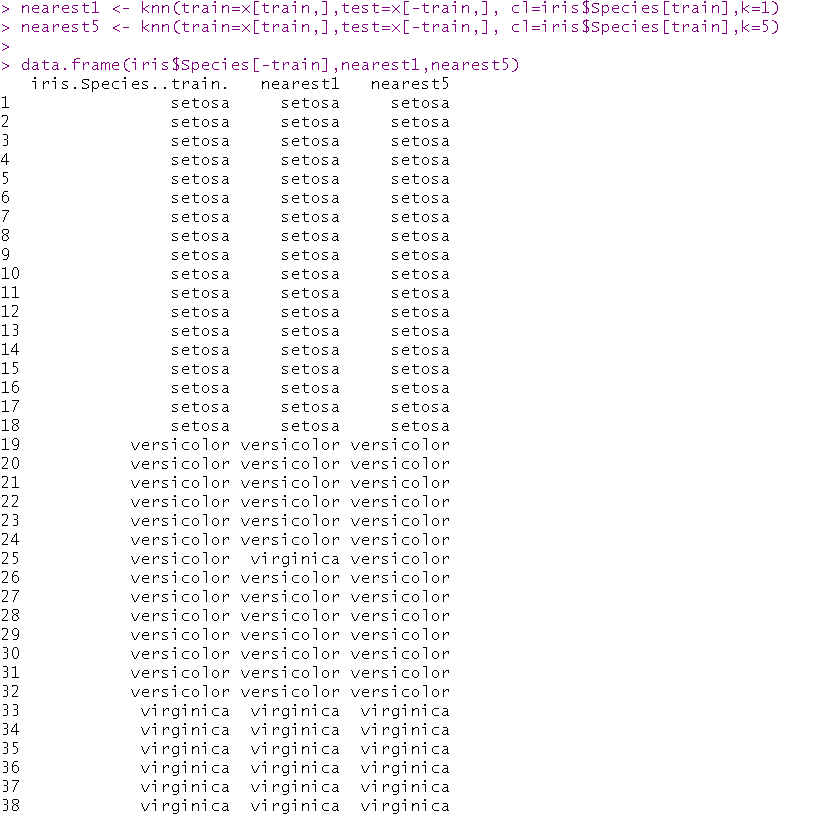 > nearest1 <- knn(train=x[train,],test=x[-train,], cl=iris$Species[train],k=1)
> nearest5 <- knn(train=x[train,],test=x[-train,], cl=iris$Species[train],k=5)
>
> data.frame(iris$Species[-train],nearest1,nearest5)
iris.Species..train. nearest1 nearest5
1 setosa setosa setosa
2 setosa setosa setosa
3 setosa setosa setosa
4 setosa setosa setosa
5 setosa setosa setosa
6 setosa setosa setosa
7 setosa setosa setosa
8 setosa setosa setosa
9 setosa setosa setosa
10 setosa setosa setosa
11 setosa setosa setosa
12 setosa setosa setosa
13 setosa setosa setosa
14 setosa setosa setosa
15 setosa setosa setosa
16 setosa setosa setosa
17 setosa setosa setosa
18 setosa setosa setosa
19 versicolor versicolor versicolor
20 versicolor versicolor versicolor
21 versicolor versicolor versicolor
22 versicolor versicolor versicolor
23 versicolor versicolor versicolor
24 versicolor versicolor versicolor
25 versicolor virginica versicolor
26 versicolor versicolor versicolor
27 versicolor versicolor versicolor
28 versicolor versicolor versicolor
29 versicolor versicolor versicolor
30 versicolor versicolor versicolor
31 versicolor versicolor versicolor
32 versicolor versicolor versicolor
33 virginica virginica virginica
34 virginica virginica virginica
35 virginica virginica virginica
36 virginica virginica virginica
37 virginica virginica virginica
38 virginica virginica virginica